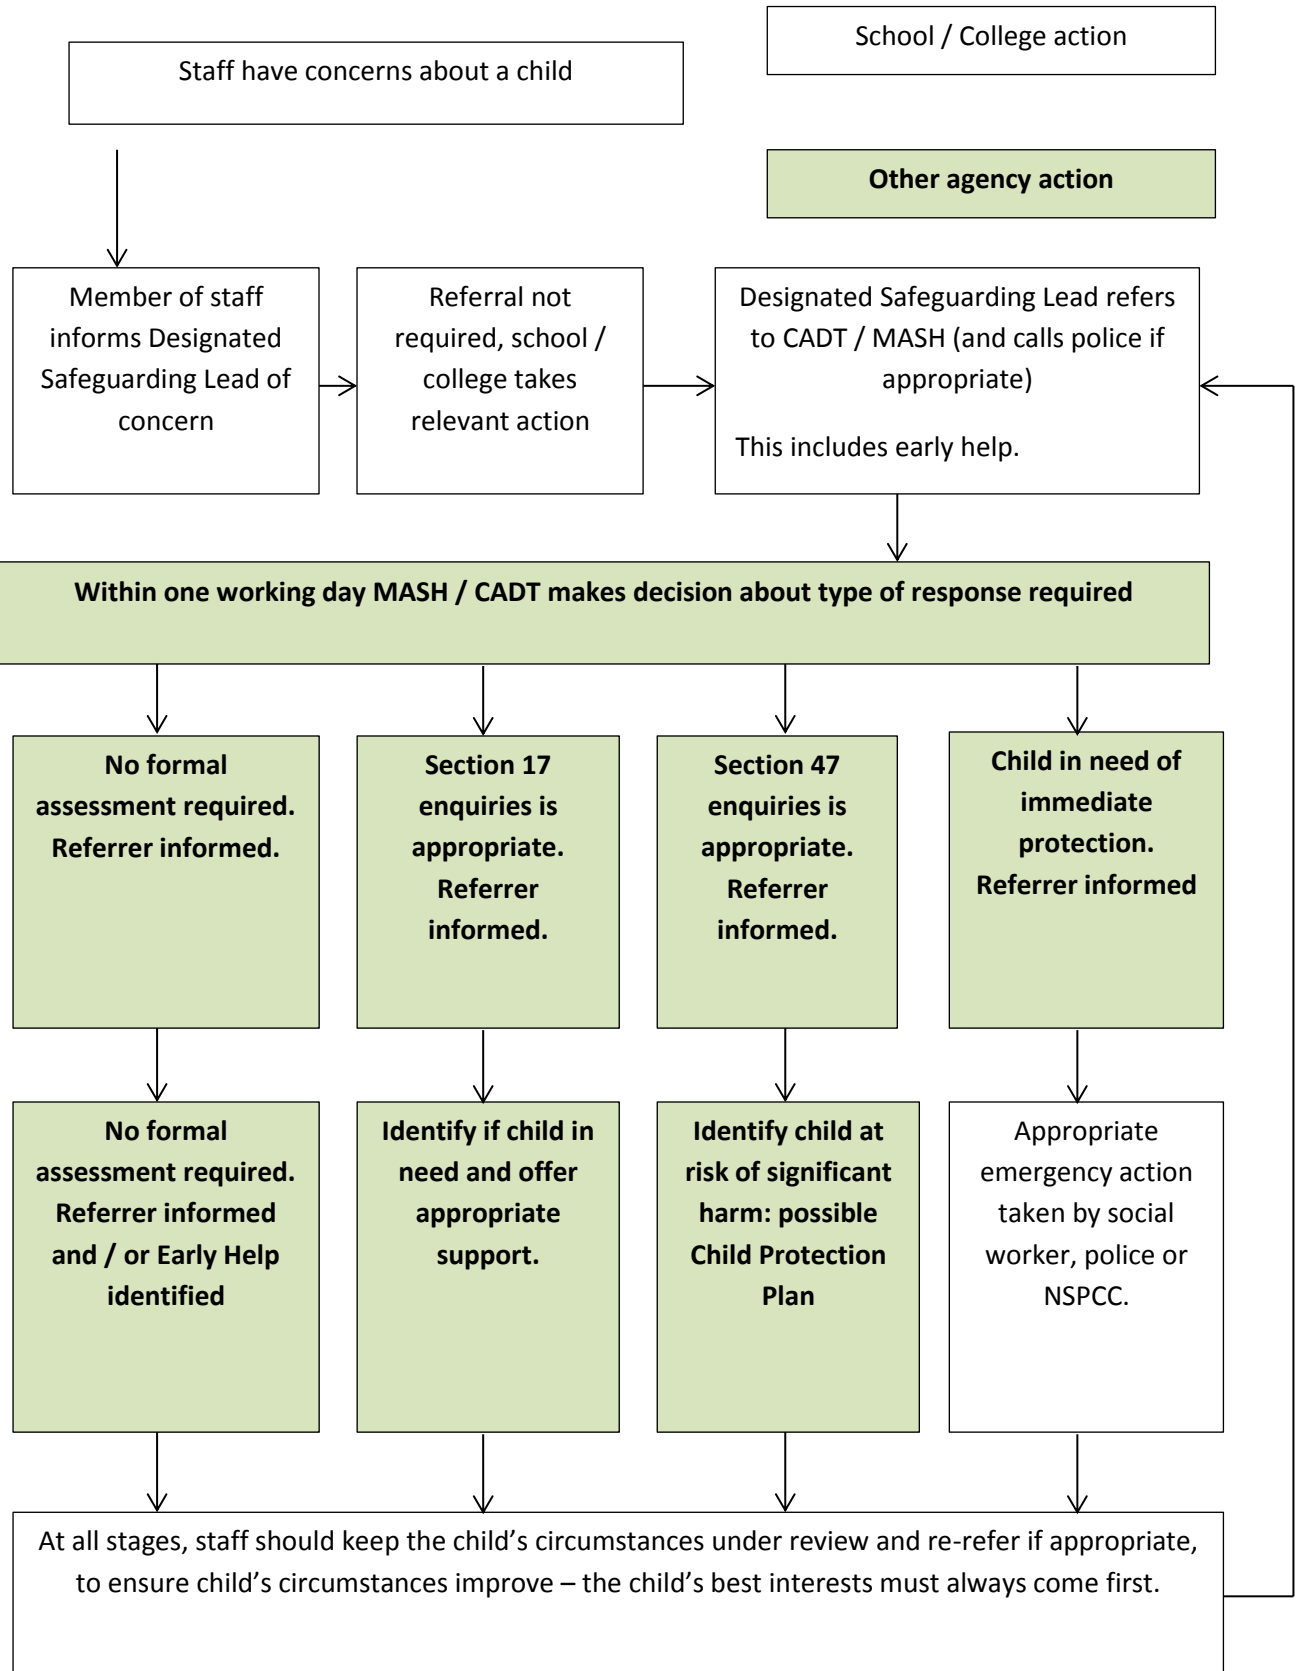 School / College action
Staff have concerns about a child
Other agency action
Member of staff
informs Designated
Safeguarding Lead of
concern
Referral not
required, school /
college takes
relevant action
Designated Safeguarding Lead refers
to CADT / MASH (and calls police if
appropriate)
This includes early help.
Within one working day MASH / CADT makes decision about type of response required
No formal
assessment required.
Referrer informed.
Section 17
enquiries is
appropriate.
Referrer
informed.
Section 47
enquiries is
appropriate.
Referrer
informed.
Child in need of
immediate
protection.
Referrer informed
No formal
assessment required.
Referrer informed
and / or Early Help
identified
Identify if child in
need and offer
appropriate
support.
Identify child at
risk of significant
harm: possible
Child Protection
Plan
Appropriate
emergency action
taken by social
worker, police or
NSPCC.
At all stages, staff should keep the child’s circumstances under review and re-refer if appropriate,
to ensure child’s circumstances improve – the child’s best interests must always come first.